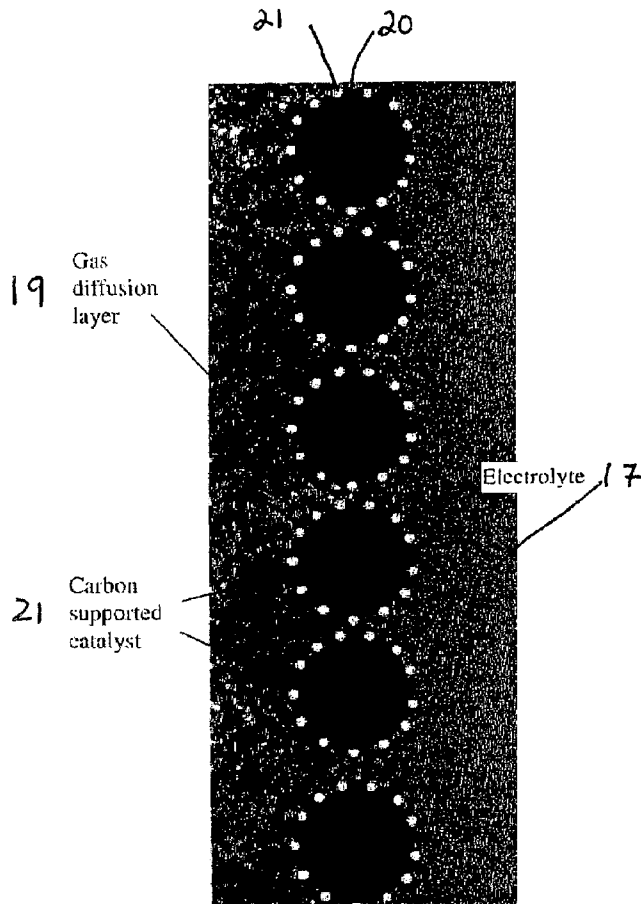 21 20
19 Gas
diffusion
layer
Electrolyte 17
21 Carbon
supported
catalyst